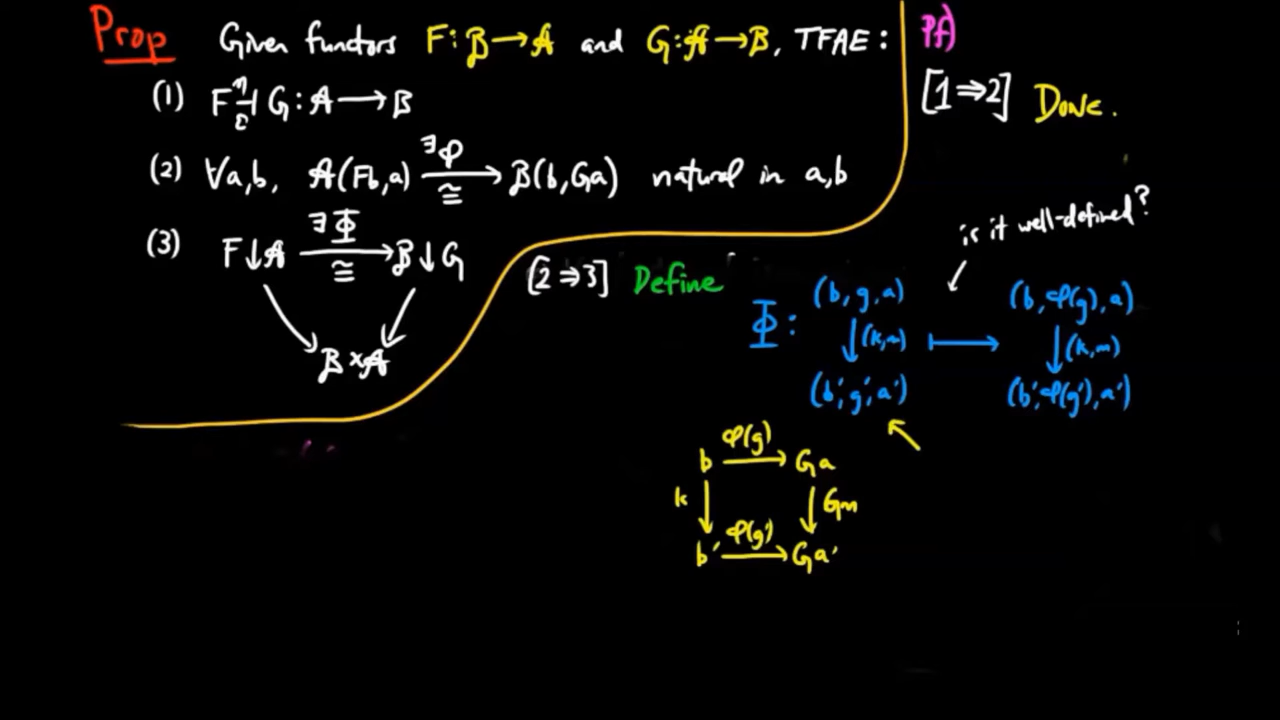 Prop Given functors F: B → A and G: A → B, TFAE:
(1) F ⊣ G : A → B
η
ε
(2) ∀a,b, A(Fb,a) →^{∃φ}_{≅} B(b,Ga) natural in a,b
(3) F↓A →^{∃Φ}_{≅} B↓G
B×A
Pf)
[1⇒2] Done.
[2⇒3] Define
is it well-defined?
Φ: (b,g,a) ↦ (b,φ(g),a)
↓(k,m) ↓(k,m)
(b',g',a') (b',φ(g'),a')
b →^{φ(g)} Ga
k↓ ↓Gm
b' →^{φ(g')} Ga'